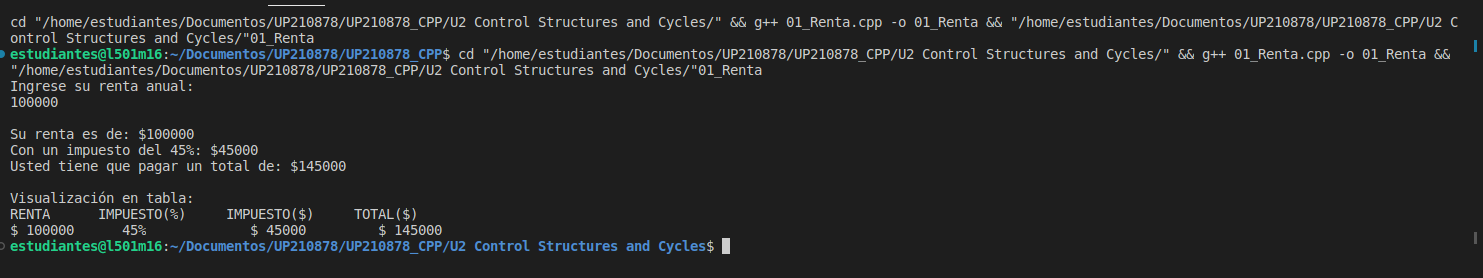 cd "/home/estudiantes/Documentos/UP210878/UP210878_CPP/U2 Control Structures and Cycles/" && g++ 01_Renta.cpp -o 01_Renta && "/home/estudiantes/Documentos/UP210878/UP210878_CPP/U2 C
ontrol Structures and Cycles/"01_Renta
estudiantes@l501m16:~/Documentos/UP210878/UP210878_CPP$ cd "/home/estudiantes/Documentos/UP210878/UP210878_CPP/U2 Control Structures and Cycles/" && g++ 01_Renta.cpp -o 01_Renta &&
"/home/estudiantes/Documentos/UP210878/UP210878_CPP/U2 Control Structures and Cycles/"01_Renta
Ingrese su renta anual:
100000
Su renta es de: $100000
Con un impuesto del 45%: $45000
Usted tiene que pagar un total de: $145000
Visualización en tabla:
RENTA      IMPUESTO(%)     IMPUESTO($)     TOTAL($)
$ 100000      45%             $ 45000         $ 145000
estudiantes@l501m16:~/Documentos/UP210878/UP210878_CPP/U2 Control Structures and Cycles$